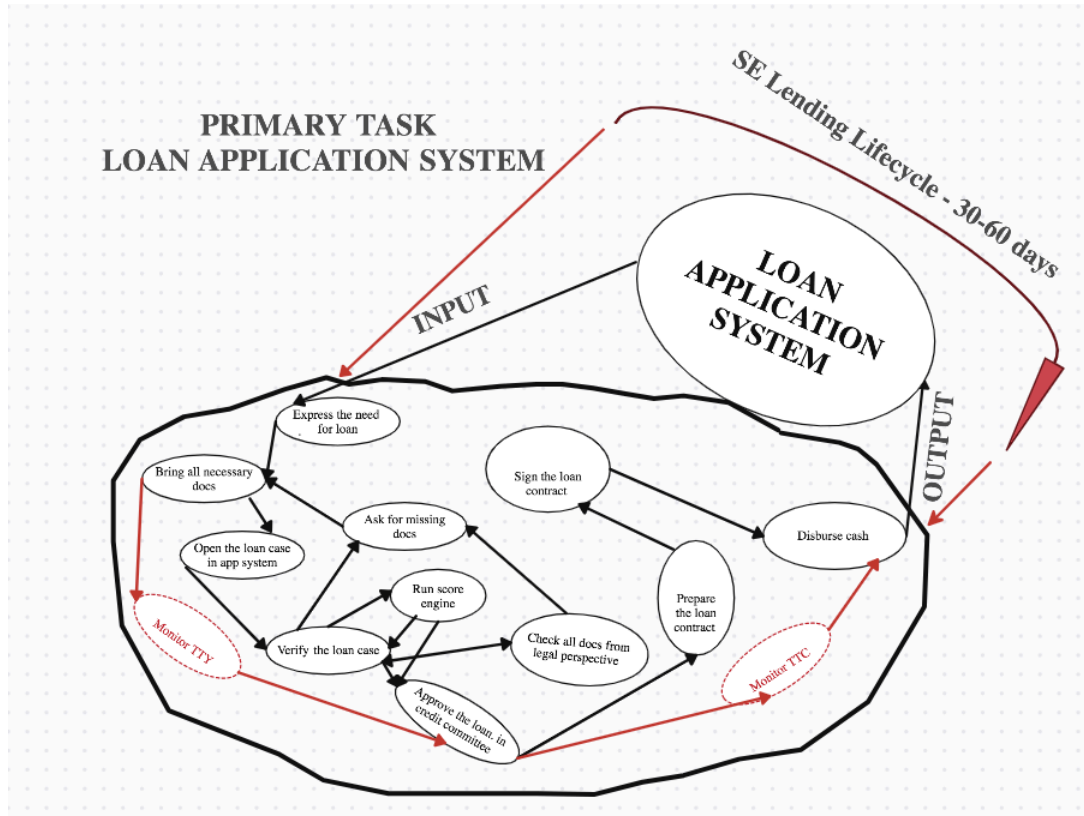 PRIMARY TASK
LOAN APPLICATION SYSTEM
SE Lending Lifecycle - 30-60 days
LOAN
APPLICATION
SYSTEM
INPUT
OUTPUT
Express the need
for loan
Bring all necessary
docs
Open the loan case
in app system
Ask for missing
docs
Run score
engine
Verify the loan case
Check all docs from
legal perspective
Approve the loan. in
credit committee
Sign the loan
contract
Prepare
the loan
contract
Disburse cash
Monitor TTY
Monitor TTC